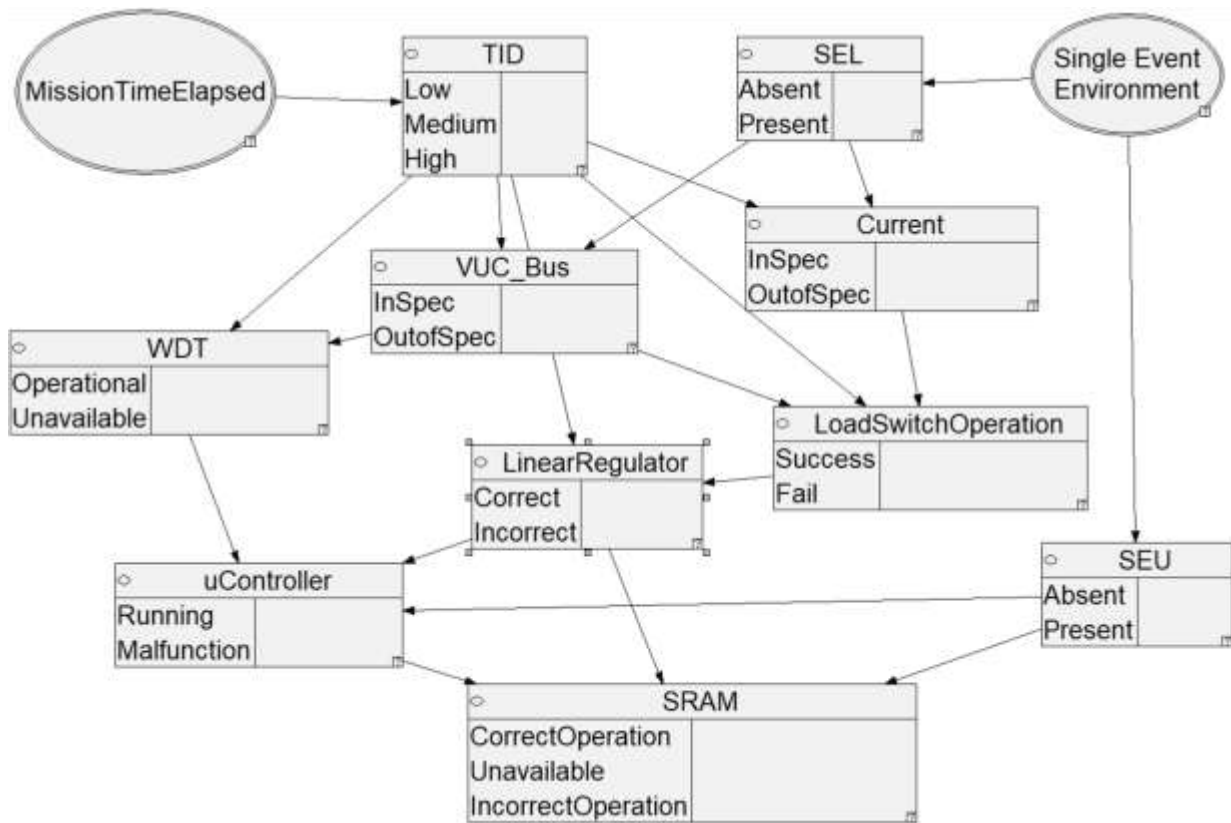 MissionTimeElapsed
TID
Low
Medium
High
SEL
Absent
Present
Single Event
Environment
Current
InSpec
OutofSpec
VUC_Bus
InSpec
OutofSpec
WDT
Operational
Unavailable
LoadSwitchOperation
Success
Fail
LinearRegulator
Correct
Incorrect
SEU
Absent
Present
uController
Running
Malfunction
SRAM
CorrectOperation
Unavailable
IncorrectOperation